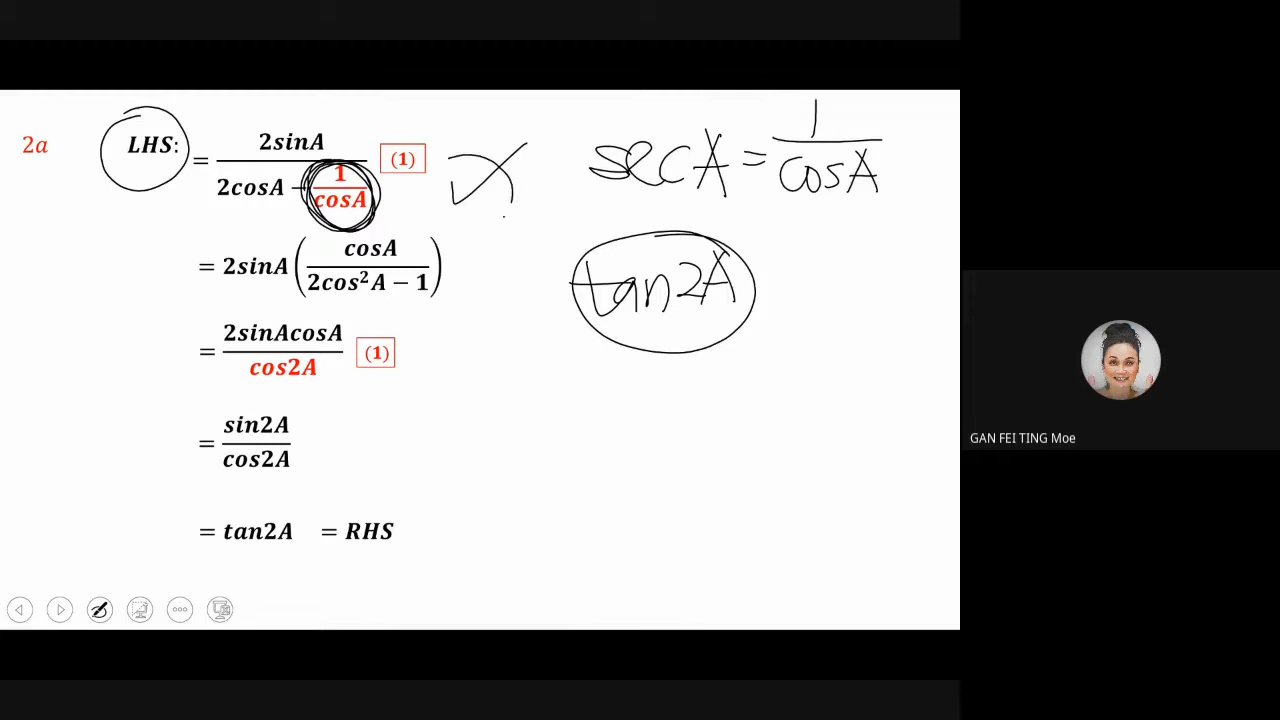 2a LHS: = 2sinA / (2cosA − 1/cosA) (1)
secA = 1/cosA
= 2sinA (cosA / (2cos²A − 1))
tan2A
= 2sinAcosA / cos2A (1)
= sin2A / cos2A
= tan2A = RHS
GAN FEI TING Moe